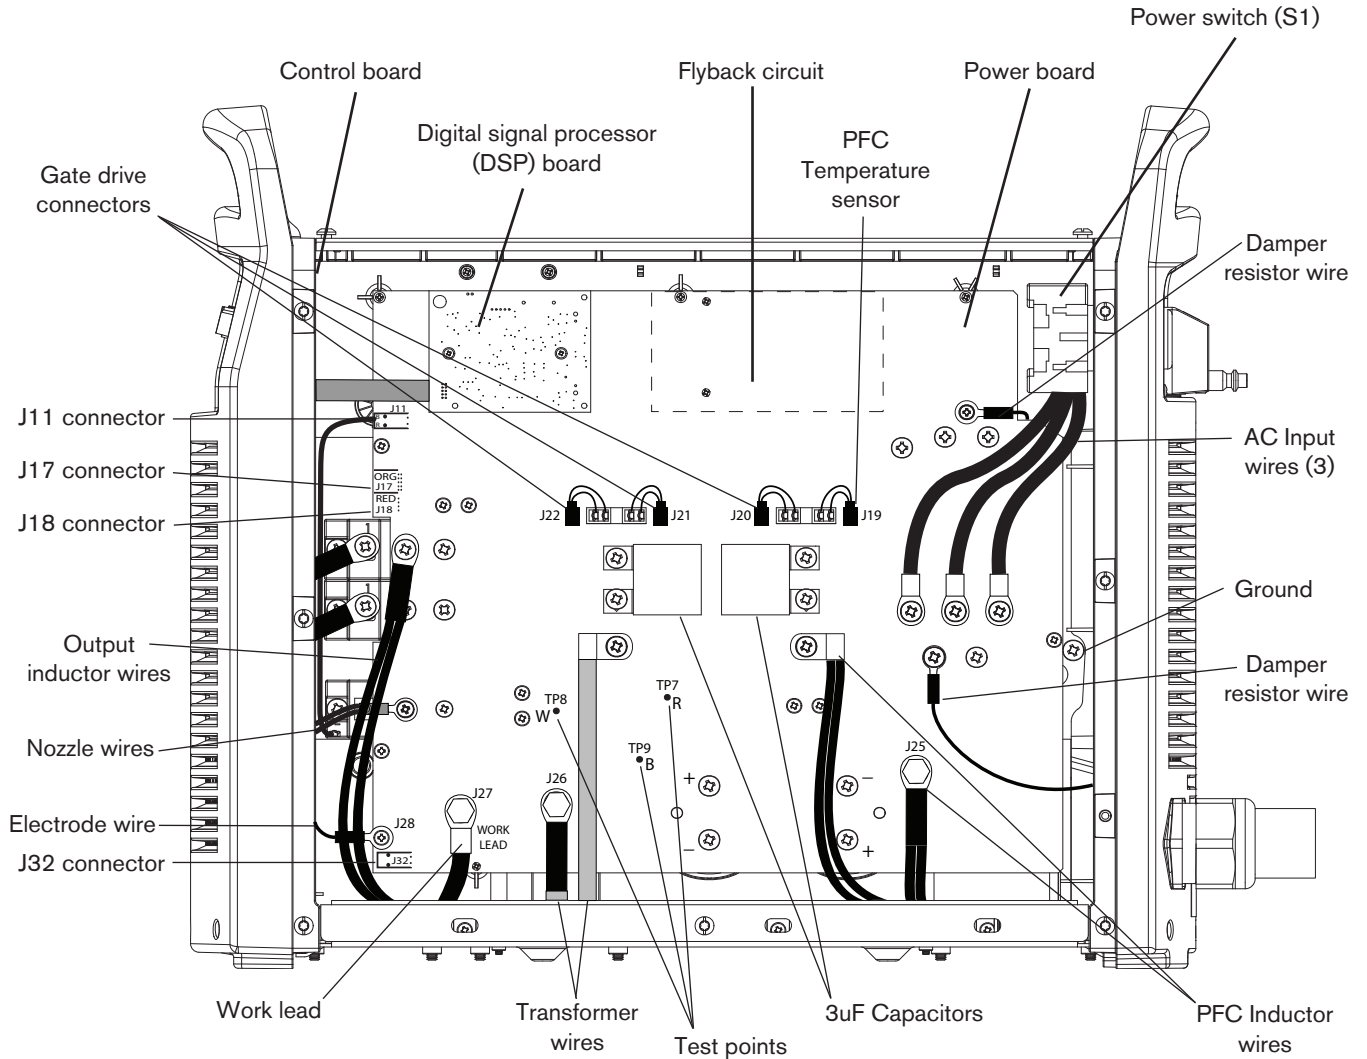 Power switch (S1)
Control board
Flyback circuit
Power board
Digital signal processor
(DSP) board
PFC
Temperature
sensor
Gate drive
connectors
Damper
resistor wire
J11 connector
J11
AC Input
wires (3)
J17 connector
ORG
J17
RED
J18
J18 connector
J22
J21
J20
J19
1
1
Ground
Output
inductor wires
Damper
resistor wire
TP8
W
TP7
R
TP9
B
Nozzle wires
J25
J26
J27
+
−
−
+
Electrode wire
J28
WORK
LEAD
J32 connector
J32
Work lead
Transformer
wires
Test points
3uF Capacitors
PFC Inductor
wires